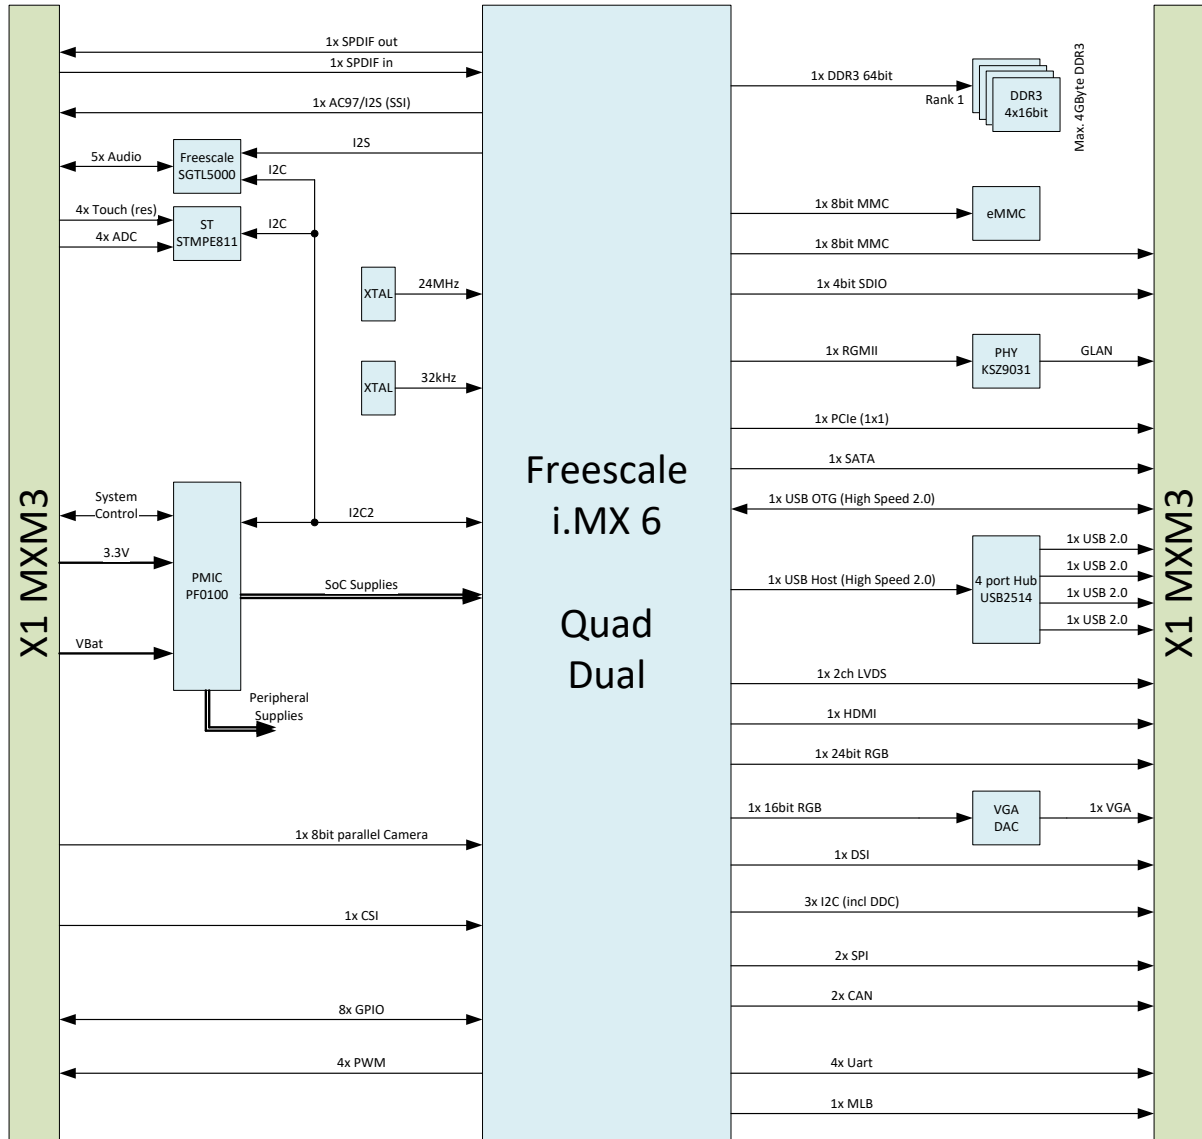 X1 MXM3
1x SPDIF out
1x SPDIF in
1x AC97/I2S (SSI)
5x Audio
Freescale
SGTL5000
I2S
I2C
4x Touch (res)
4x ADC
ST
STMPE811
I2C
XTAL
24MHz
XTAL
32kHz
System
Control
3.3V
VBat
PMIC
PF0100
I2C2
SoC Supplies
Peripheral
Supplies
1x 8bit parallel Camera
1x CSI
8x GPIO
4x PWM
Freescale
i.MX 6
Quad
Dual
1x DDR3 64bit
Rank 1
DDR3
4x16bit
Max. 4GByte DDR3
1x 8bit MMC
eMMC
1x 8bit MMC
1x 4bit SDIO
1x RGMII
PHY
KSZ9031
GLAN
1x PCIe (1x1)
1x SATA
1x USB OTG (High Speed 2.0)
1x USB Host (High Speed 2.0)
4 port Hub
USB2514
1x USB 2.0
1x USB 2.0
1x USB 2.0
1x USB 2.0
1x 2ch LVDS
1x HDMI
1x 24bit RGB
1x 16bit RGB
VGA
DAC
1x VGA
1x DSI
3x I2C (incl DDC)
2x SPI
2x CAN
4x Uart
1x MLB
X1 MXM3